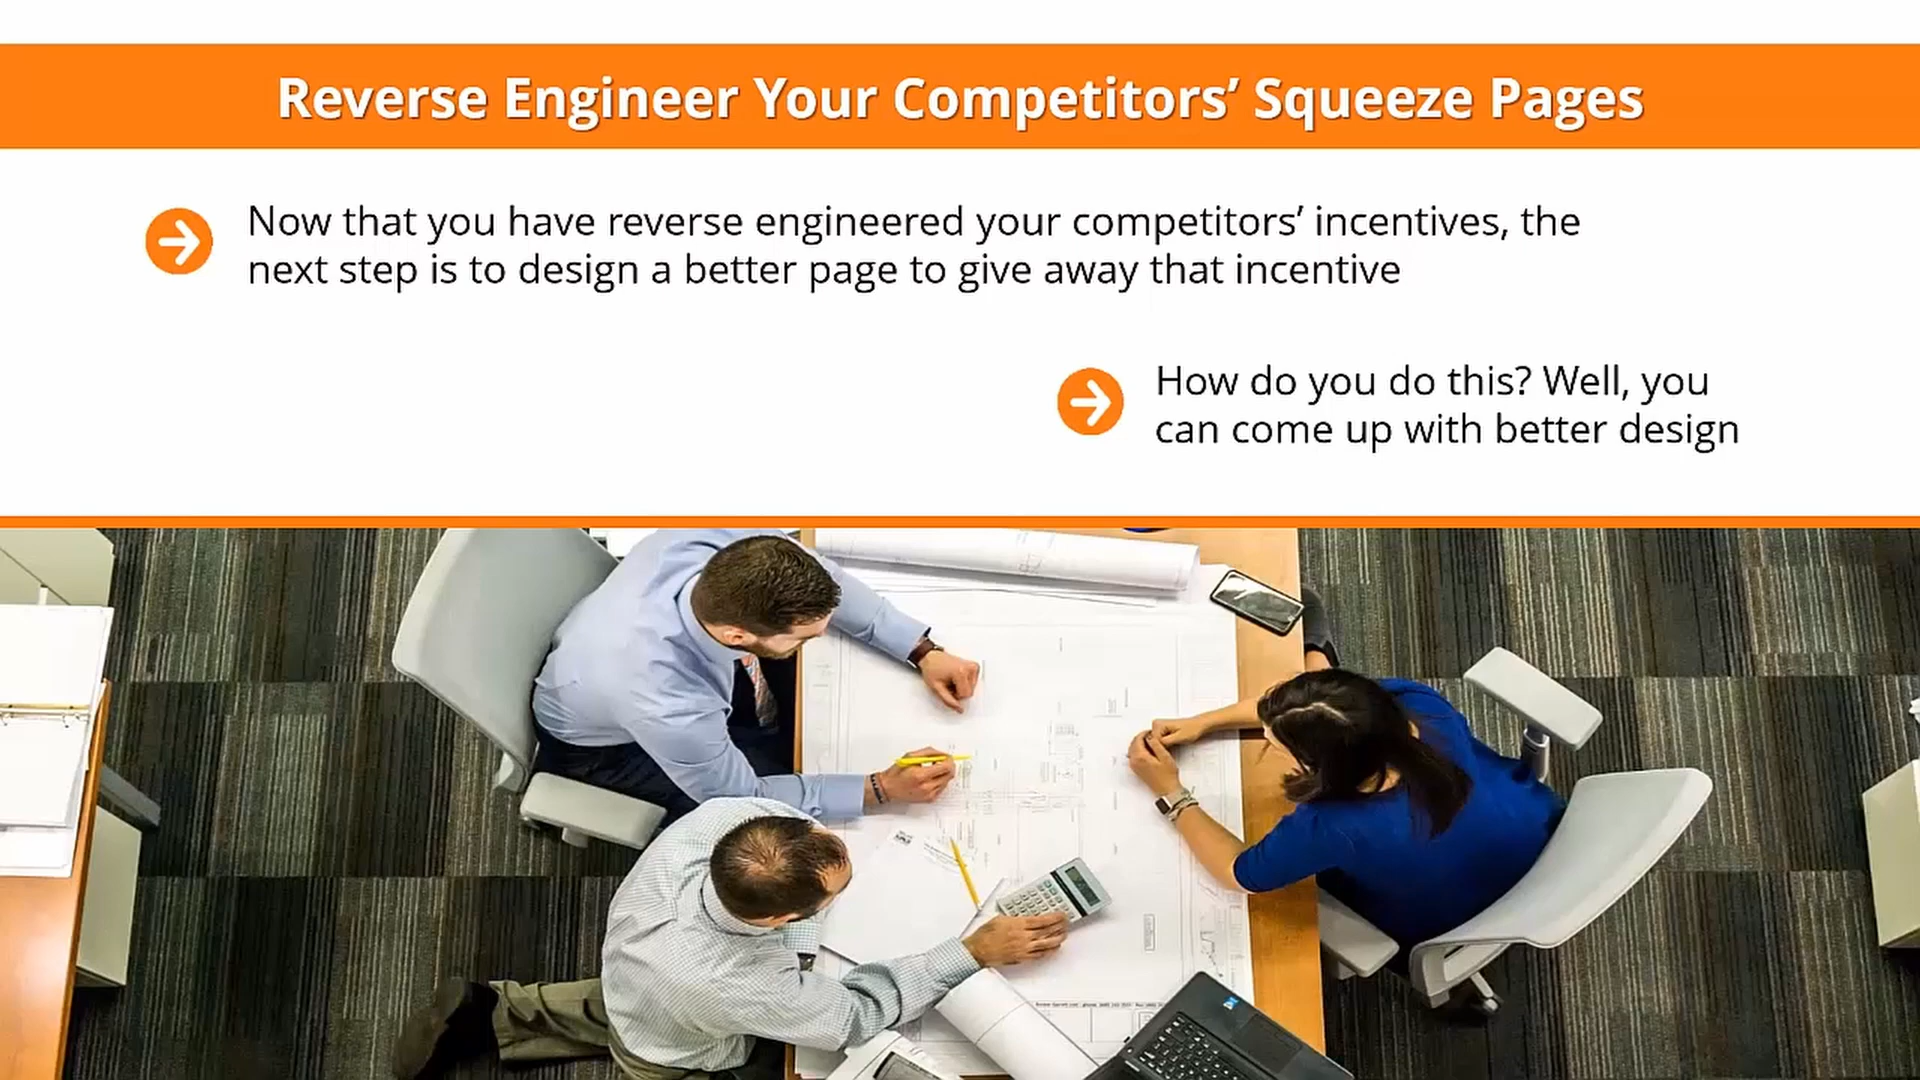 Reverse Engineer Your Competitors’ Squeeze Pages
Now that you have reverse engineered your competitors’ incentives, the
next step is to design a better page to give away that incentive
How do you do this? Well, you
can come up with better design